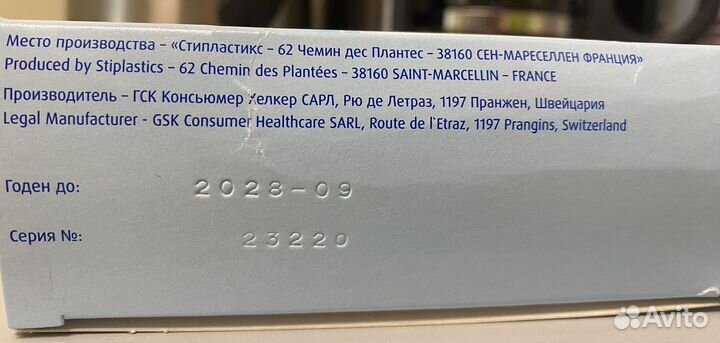 Место производства – «Стипластикс – 62 Чемин дес Плантес – 38160 СЕН-МАРЕСЕЛЛЕН ФРАНЦИЯ»
Produced by Stiplastics – 62 Chemin des Plantées – 38160 SAINT-MARCELLIN – FRANCE
Производитель – ГСК Консьюмер Хелкер САРЛ, Рю де Летраз, 1197 Пранжен, Швейцария
Legal Manufacturer - GSK Consumer Healthcare SARL, Route de l`Etraz, 1197 Prangins, Switzerland
Годен до: 2028-09
Серия №: 23220
Avito